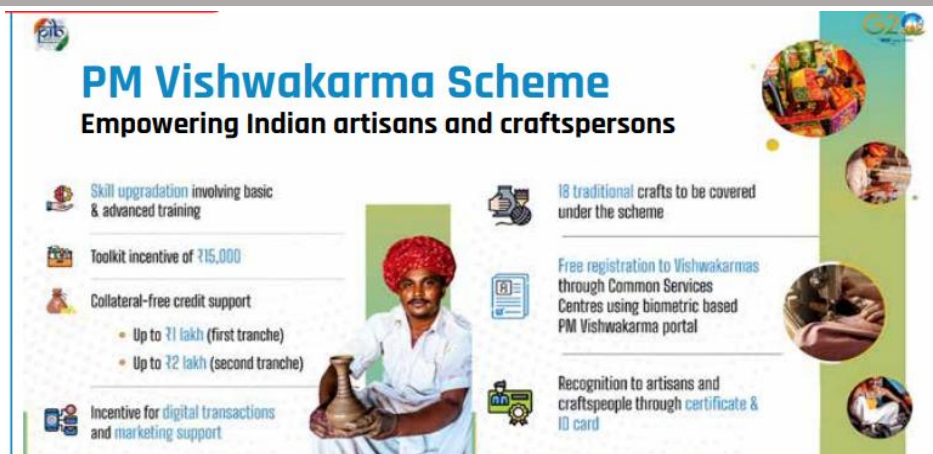 pib
G20
PM Vishwakarma Scheme
Empowering Indian artisans and craftspersons
Skill upgradation involving basic
& advanced training
Toolkit incentive of ₹15,000
Collateral-free credit support
• Up to ₹1 lakh (first tranche)
• Up to ₹2 lakh (second tranche)
Incentive for digital transactions
and marketing support
18 traditional crafts to be covered
under the scheme
Free registration to Vishwakarmas
through Common Services
Centres using biometric based
PM Vishwakarma portal
Recognition to artisans and
craftspeople through certificate &
ID card